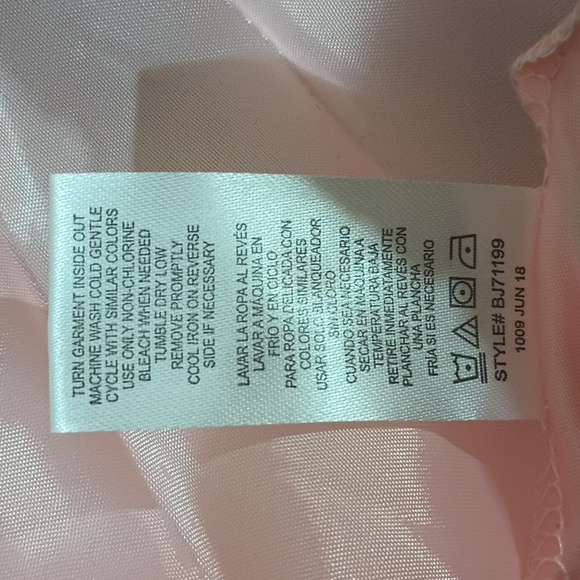 TURN GARMENT INSIDE OUT
MACHINE WASH COLD GENTLE
CYCLE WITH SIMILAR COLORS
USE ONLY NON-CHLORINE
BLEACH WHEN NEEDED
TUMBLE DRY LOW
REMOVE PROMPTLY
COOL IRON ON REVERSE
SIDE IF NECESSARY
LAVAR LA ROPA AL REVÉS
LAVAR A MÁQUINA EN
FRÍO Y EN CICLO
PARA ROPA DELICADA CON
COLORES SIMILARES
USAR SOLO BLANQUEADOR
SIN CLORO
CUANDO SEA NECESARIO
SECAR EN MAQUINA A
TEMPERATURA BAJA
RETIRE INMEDIATAMENTE
PLANCHAR AL REVÉS CON
UNA PLANCHA
FRIA SI ES NECESARIO
STYLE# BJ71199
1009 JUN 18